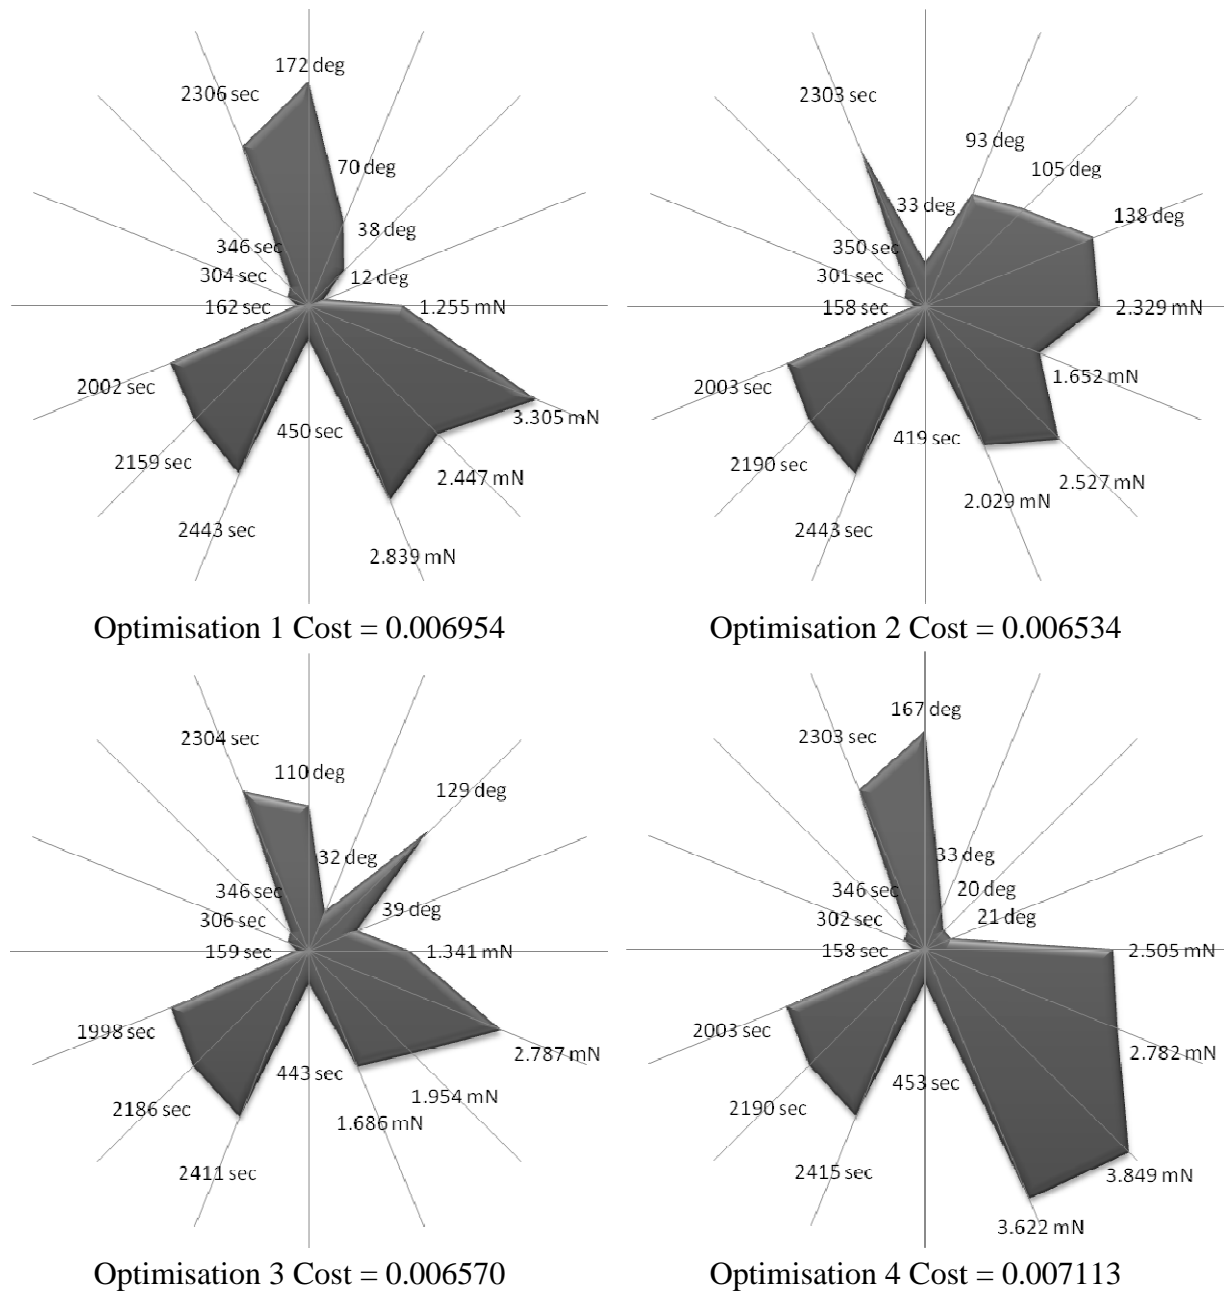 172 deg
2306 sec
70 deg
38 deg
346 sec
304 sec
12 deg
162 sec
1.255 mN
2002 sec
3.305 mN
450 sec
2159 sec
2.447 mN
2443 sec
2.839 mN
Optimisation 1 Cost = 0.006954
2303 sec
93 deg
105 deg
33 deg
138 deg
350 sec
301 sec
158 sec
2.329 mN
2003 sec
1.652 mN
419 sec
2190 sec
2.527 mN
2.029 mN
2443 sec
Optimisation 2 Cost = 0.006534
2304 sec
110 deg
129 deg
32 deg
346 sec
39 deg
306 sec
159 sec
1.341 mN
1998 sec
2.787 mN
443 sec
1.954 mN
2186 sec
1.686 mN
2411 sec
Optimisation 3 Cost = 0.006570
167 deg
2303 sec
33 deg
346 sec
20 deg
302 sec
21 deg
158 sec
2.505 mN
2003 sec
2.782 mN
453 sec
2190 sec
2415 sec
3.849 mN
3.622 mN
Optimisation 4 Cost = 0.007113